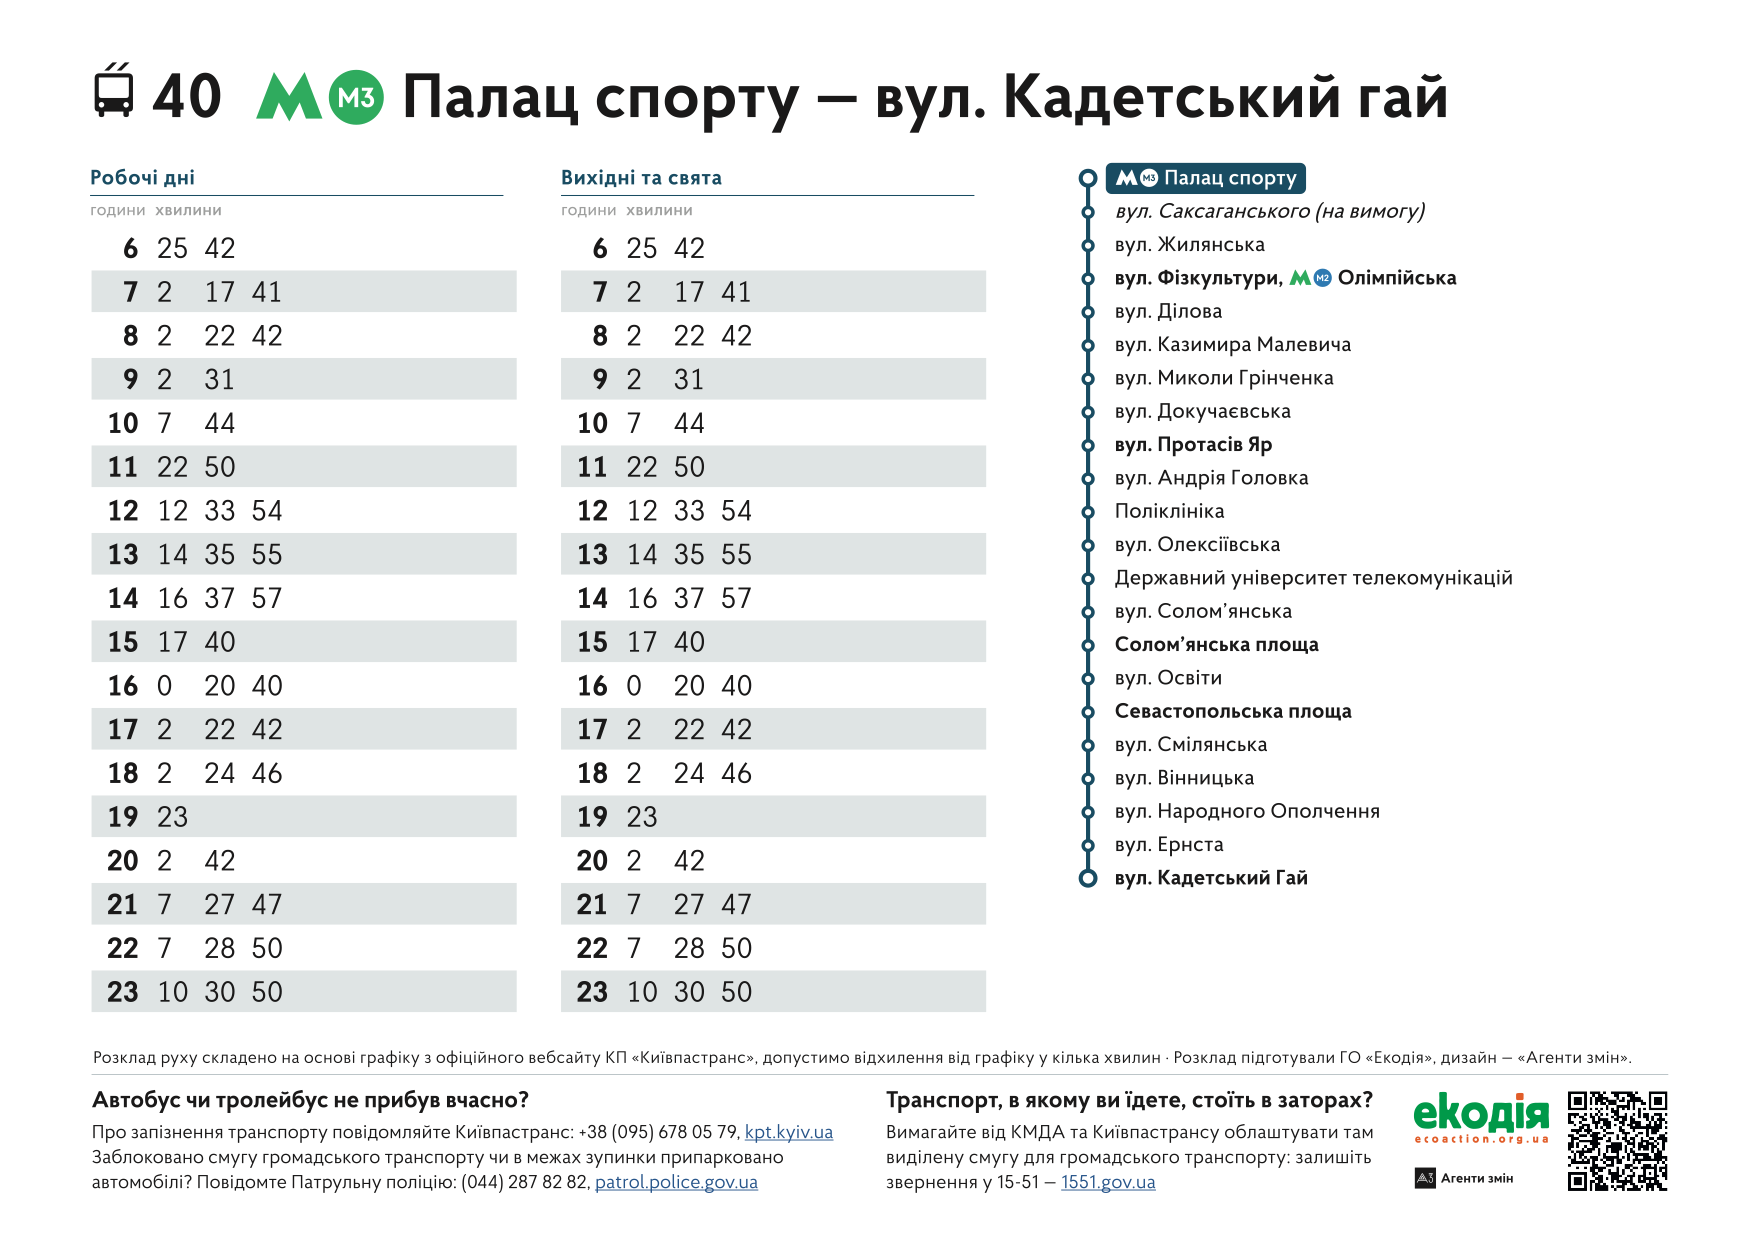 40 М М3 Палац спорту — вул. Кадетський гай
Робочі дні
ГОДИНИ ХВИЛИНИ
6 25 42
7 2 17 41
8 2 22 42
9 2 31
10 7 44
11 22 50
12 12 33 54
13 14 35 55
14 16 37 57
15 17 40
16 0 20 40
17 2 22 42
18 2 24 46
19 23
20 2 42
21 7 27 47
22 7 28 50
23 10 30 50
Вихідні та свята
ГОДИНИ ХВИЛИНИ
6 25 42
7 2 17 41
8 2 22 42
9 2 31
10 7 44
11 22 50
12 12 33 54
13 14 35 55
14 16 37 57
15 17 40
16 0 20 40
17 2 22 42
18 2 24 46
19 23
20 2 42
21 7 27 47
22 7 28 50
23 10 30 50
М М3 Палац спорту
вул. Саксаганського (на вимогу)
вул. Жилянська
вул. Фізкультури, М М2 Олімпійська
вул. Ділова
вул. Казимира Малевича
вул. Миколи Грінченка
вул. Докучаєвська
вул. Протасів Яр
вул. Андрія Головка
Поліклініка
вул. Олексіївська
Державний університет телекомунікацій
вул. Солом’янська
Солом’янська площа
вул. Освіти
Севастопольська площа
вул. Смілянська
вул. Вінницька
вул. Народного Ополчення
вул. Ернста
вул. Кадетський Гай
Розклад руху складено на основі графіку з офіційного вебсайту КП «Київпастранс», допустимо відхилення від графіку у кілька хвилин · Розклад підготували ГО «Екодія», дизайн — «Агенти змін».
Автобус чи тролейбус не прибув вчасно?
Про запізнення транспорту повідомляйте Київпастранс: +38 (095) 678 05 79, kpt.kyiv.ua
Заблоковано смугу громадського транспорту чи в межах зупинки припарковано
автомобілі? Повідомте Патрульну поліцію: (044) 287 82 82, patrol.police.gov.ua
Транспорт, в якому ви їдете, стоїть в заторах?
Вимагайте від КМДА та Київпастрансу облаштувати там
виділену смугу для громадського транспорту: залишіть
звернення у 15-51 — 1551.gov.ua
екодія
ecoaction.org.ua
АЗ Агенти змін